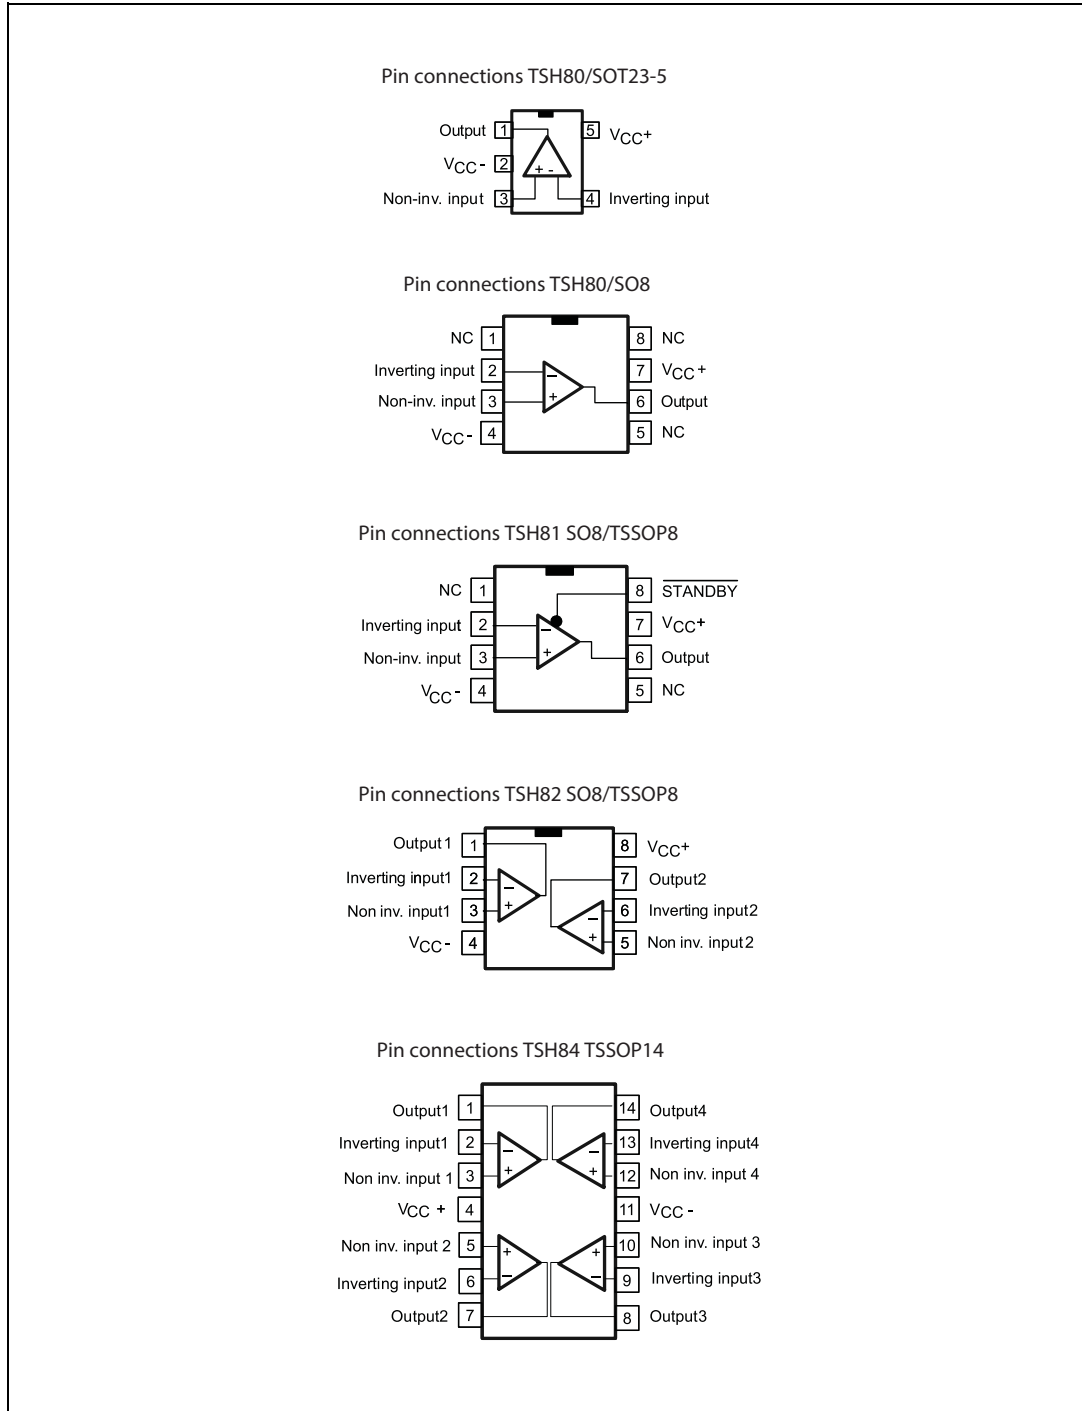 Pin connections TSH80/SOT23-5
Output 1 5 VCC+
VCC- 2
+ -
Non-inv. input 3 4 Inverting input
Pin connections TSH80/SO8
NC 1 8 NC
Inverting input 2 − 7 VCC+
Non-inv. input 3 + 6 Output
VCC- 4 5 NC
Pin connections TSH81 SO8/TSSOP8
NC 1 8 STANDBY
Inverting input 2 − 7 VCC+
Non-inv. input 3 + 6 Output
VCC- 4 5 NC
Pin connections TSH82 SO8/TSSOP8
Output1 1 8 VCC+
Inverting input1 2 − 7 Output2
Non inv. input1 3 + − 6 Inverting input2
VCC- 4 + 5 Non inv. input2
Pin connections TSH84 TSSOP14
Output1 1 14 Output4
Inverting input1 2 − − 13 Inverting input4
Non inv. input 1 3 + + 12 Non inv. input 4
VCC + 4 11 VCC -
Non inv. input 2 5 + + 10 Non inv. input 3
Inverting input2 6 − − 9 Inverting input3
Output2 7 8 Output3